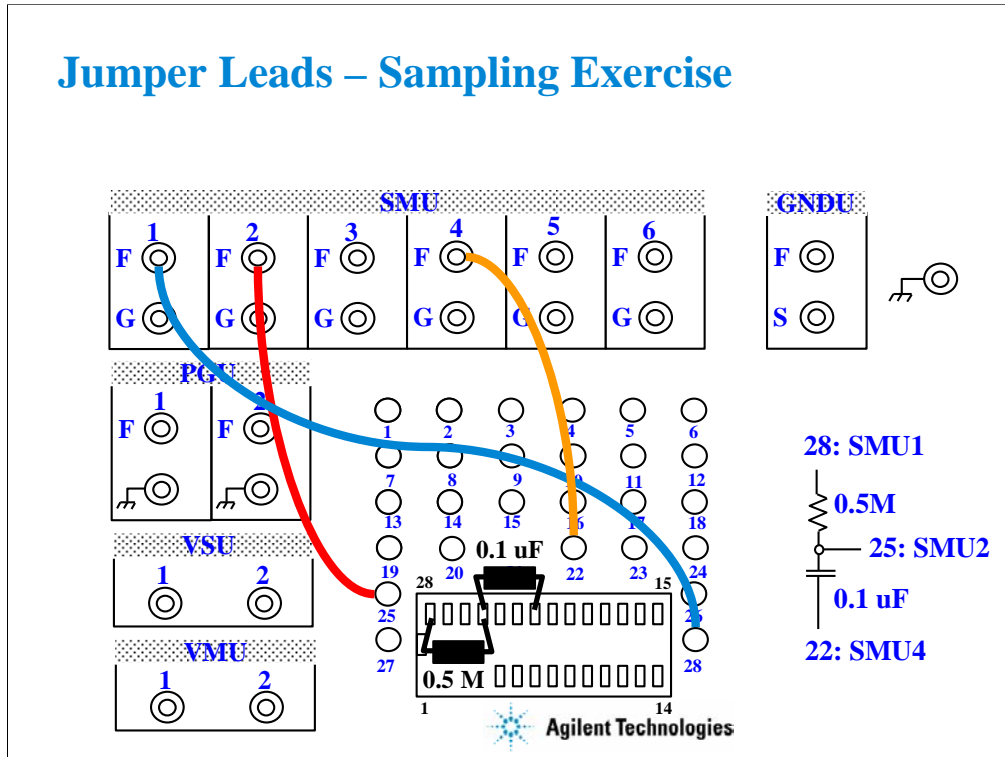 Jumper Leads – Sampling Exercise
SMU
GNDU
1 2 3 4 5 6
F F F F F F F
G G G G G G S
PGU
1 2
F F
1 2 3 4 5 6
7 8 9 10 11 12
13 14 15 16 17 18
19 20 22 23 24
25 26
27 28
VSU
1 2
VMU
1 2
0.1 uF
28 15
0.5 M
1 14
28: SMU1
0.5M
25: SMU2
0.1 uF
22: SMU4
Agilent Technologies